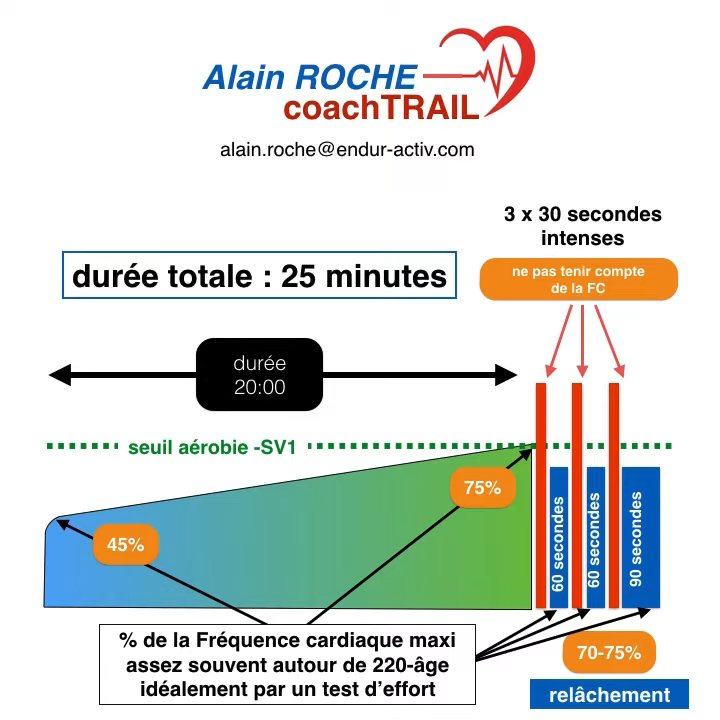 Alain ROCHE
coachTRAIL
alain.roche@endur-activ.com
3 x 30 secondes
intenses
ne pas tenir compte
de la FC
durée totale : 25 minutes
durée
20:00
seuil aérobie -SV1
75%
45%
60 secondes
60 secondes
90 secondes
% de la Fréquence cardiaque maxi
assez souvent autour de 220-âge
idéalement par un test d’effort
70-75%
relâchement